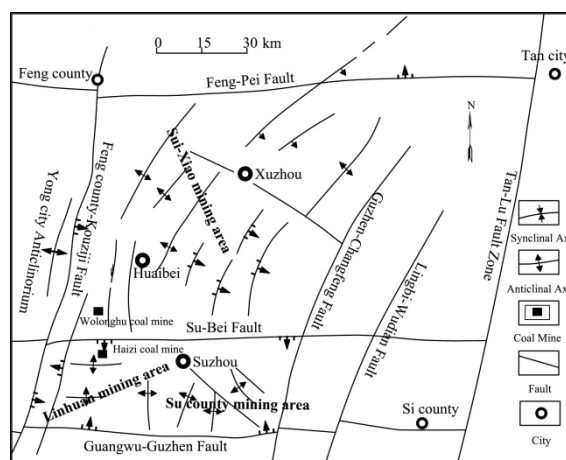 0 15 30 km
Tan city
Feng county
Feng-Pei Fault
N
Sui-Xiao mining area
Xuzhou
Feng county-Kouziji Fault
Yong city Anticlinorium
Guzhen-Changfeng Fault
Tan-Lu Fault Zone
Lingbi-Wudian Fault
Huaibei
Wolonghu coal mine
Su-Bei Fault
Haizi coal mine
Suzhou
Linhuan mining area
Su county mining area
Si county
Guangwu-Guzhen Fault
Synclinal Ax
Anticlinal Ax
Coal Mine
Fault
City